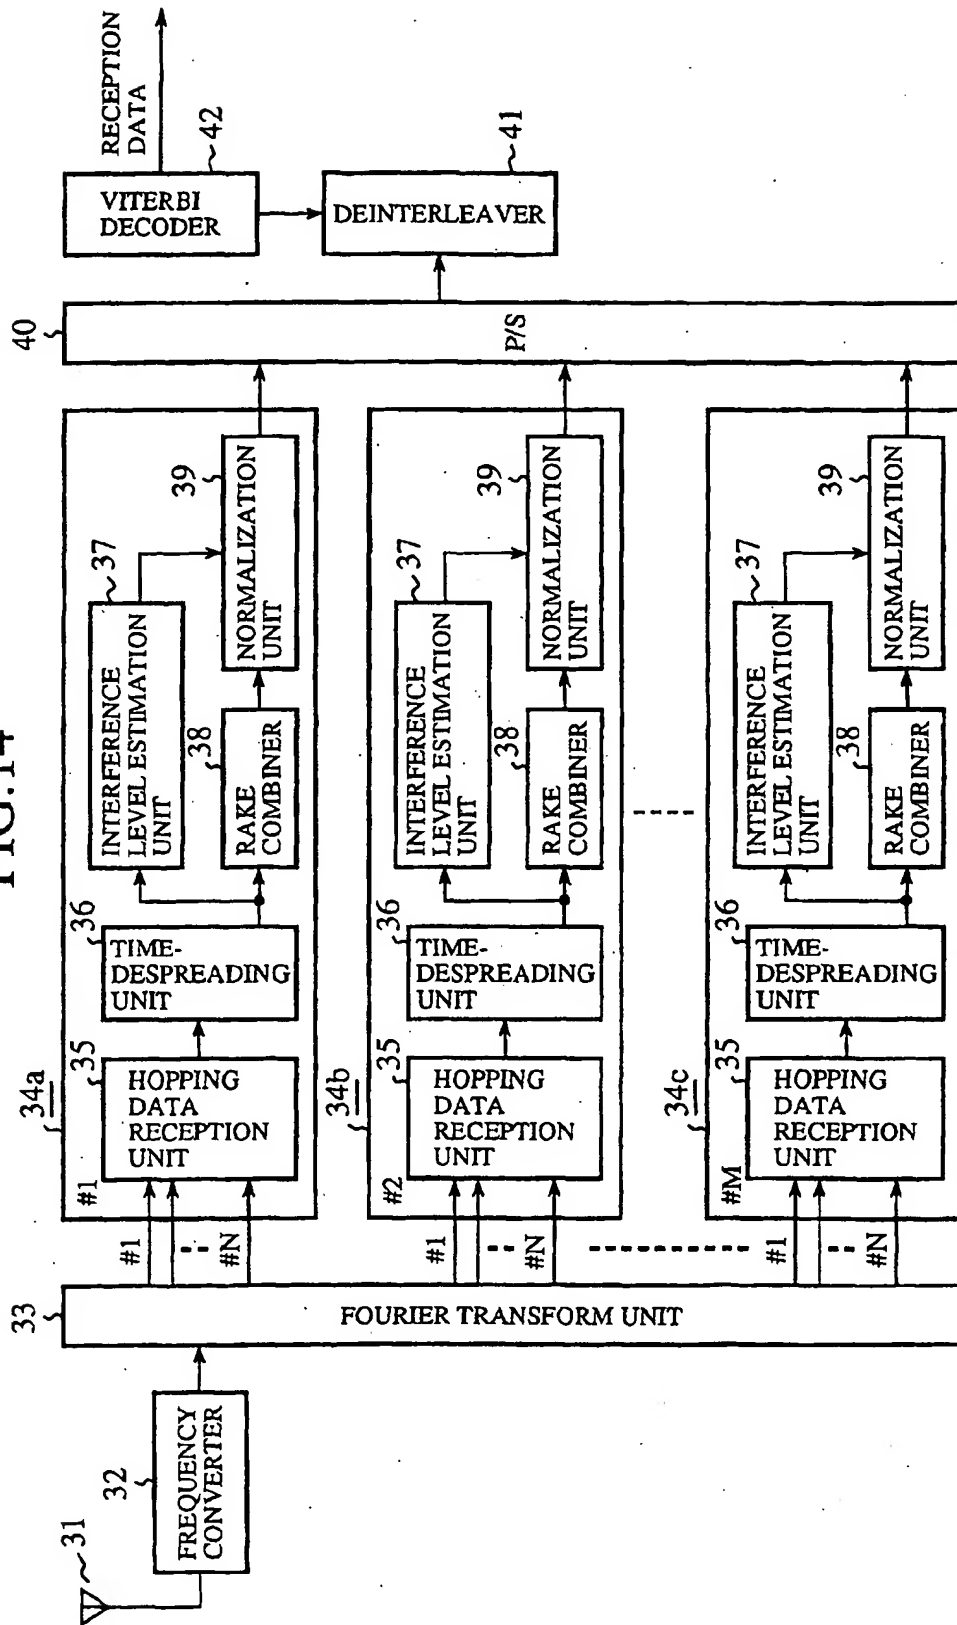 FIG.14
31
32
FREQUENCY
CONVERTER
33
FOURIER TRANSFORM UNIT
#1
#N
34a
#1
35
HOPPING
DATA
RECEPTION
UNIT
36
TIME-
DESPREADING
UNIT
37
INTERFERENCE
LEVEL ESTIMATION
UNIT
38
RAKE
COMBINER
39
NORMALIZATION
UNIT
#1
#N
34b
#2
35
HOPPING
DATA
RECEPTION
UNIT
36
TIME-
DESPREADING
UNIT
37
INTERFERENCE
LEVEL ESTIMATION
UNIT
38
RAKE
COMBINER
39
NORMALIZATION
UNIT
#1
#N
34c
#M
35
HOPPING
DATA
RECEPTION
UNIT
36
TIME-
DESPREADING
UNIT
37
INTERFERENCE
LEVEL ESTIMATION
UNIT
38
RAKE
COMBINER
39
NORMALIZATION
UNIT
40
P/S
41
DEINTERLEAVER
42
VITERBI
DECODER
RECEPTION
DATA